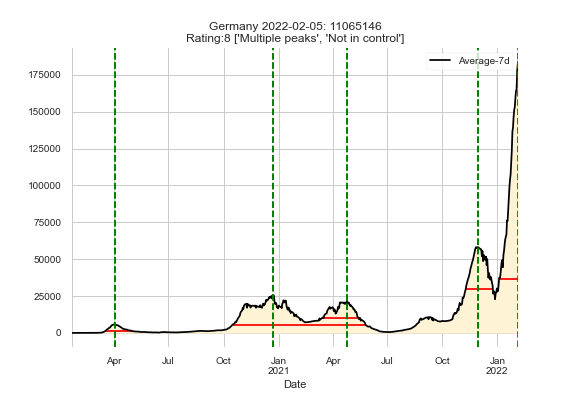 Germany 2022-02-05: 11065146
Rating:8 ['Multiple peaks', 'Not in control']
Average-7d
175000
150000
125000
100000
75000
50000
25000
0
Apr Jul Oct Jan Apr Jul Oct Jan
2021 2022
Date